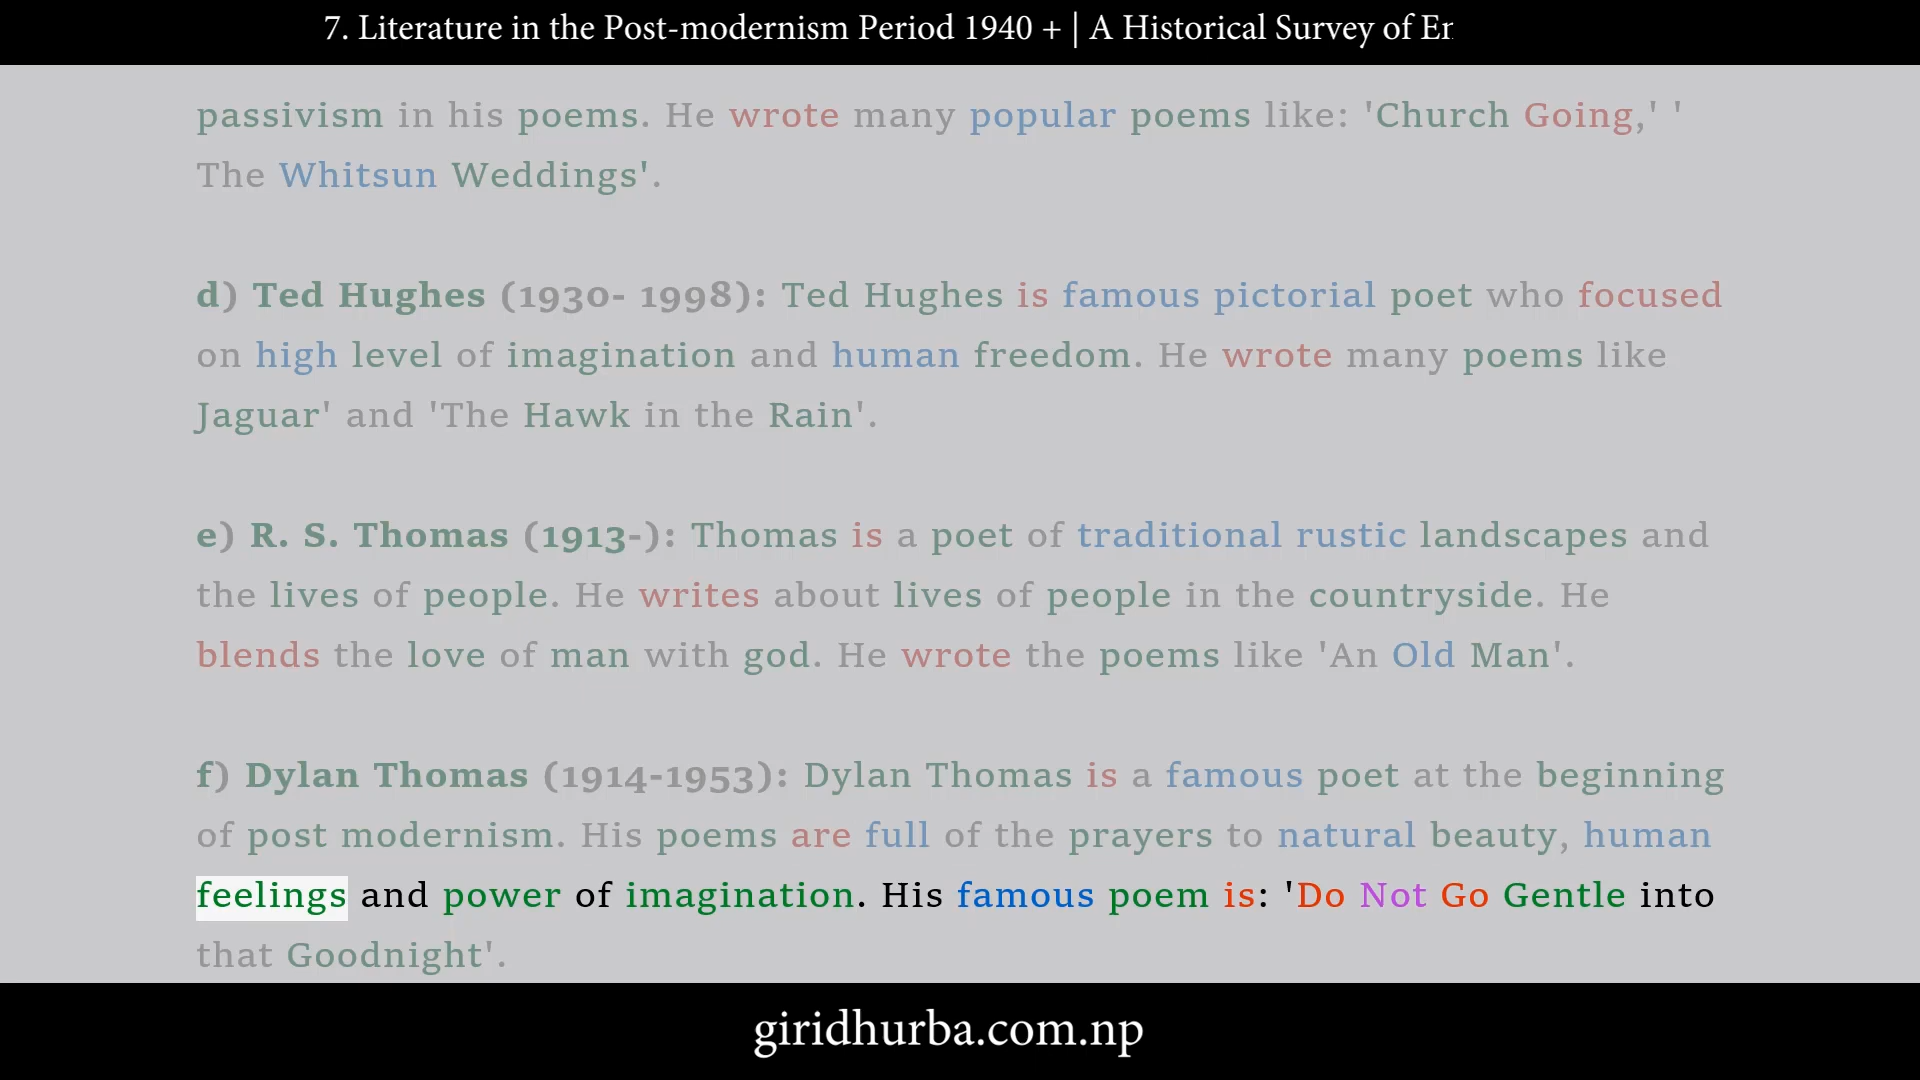 7. Literature in the Post-modernism Period 1940 + | A Historical Survey of En
passivism in his poems. He wrote many popular poems like: 'Church Going,' '
The Whitsun Weddings'.
d) Ted Hughes (1930- 1998): Ted Hughes is famous pictorial poet who focused
on high level of imagination and human freedom. He wrote many poems like
Jaguar' and 'The Hawk in the Rain'.
e) R. S. Thomas (1913-): Thomas is a poet of traditional rustic landscapes and
the lives of people. He writes about lives of people in the countryside. He
blends the love of man with god. He wrote the poems like 'An Old Man'.
f) Dylan Thomas (1914-1953): Dylan Thomas is a famous poet at the beginning
of post modernism. His poems are full of the prayers to natural beauty, human
feelings and power of imagination. His famous poem is: 'Do Not Go Gentle into
that Goodnight'.
giridhurba.com.np